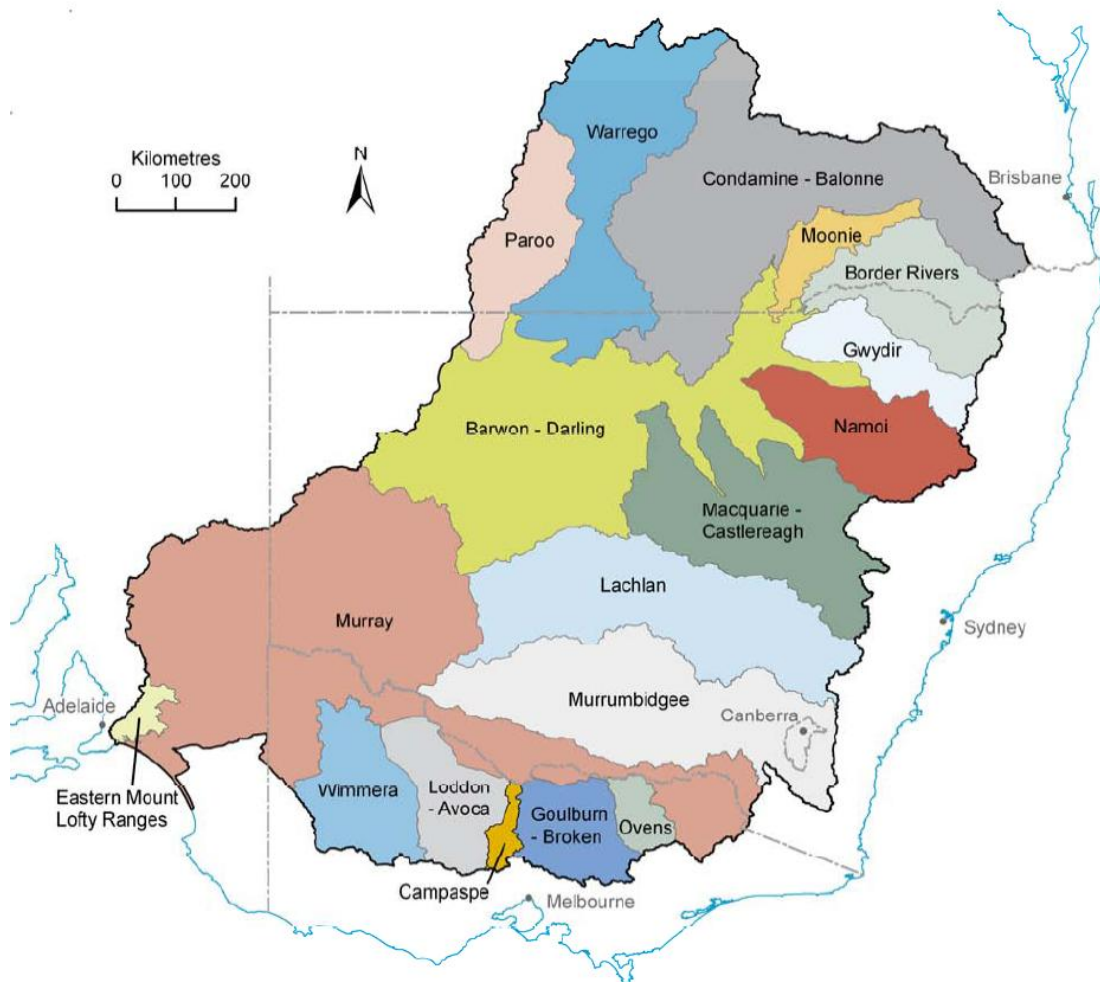 Kilometres
0 100 200
N
Warrego
Condamine - Balonne
Brisbane
Paroo
Moonie
Border Rivers
Gwydir
Barwon - Darling
Namoi
Macquarie -
Castlereagh
Lachlan
Murray
Sydney
Murrumbidgee
Adelaide
Canberra
Eastern Mount
Lofty Ranges
Wimmera
Loddon
- Avoca
Goulburn
- Broken
Ovens
Campaspe
Melbourne